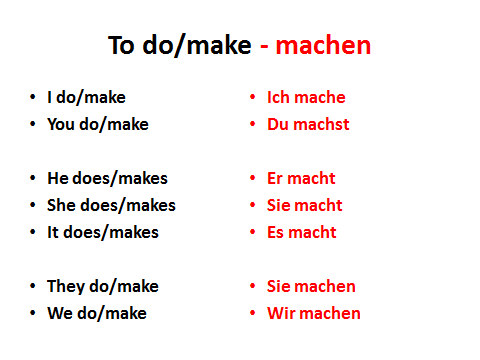 To do/make - machen
• I do/make
• You do/make
• He does/makes
• She does/makes
• It does/makes
• They do/make
• We do/make
• Ich mache
• Du machst
• Er macht
• Sie macht
• Es macht
• Sie machen
• Wir machen